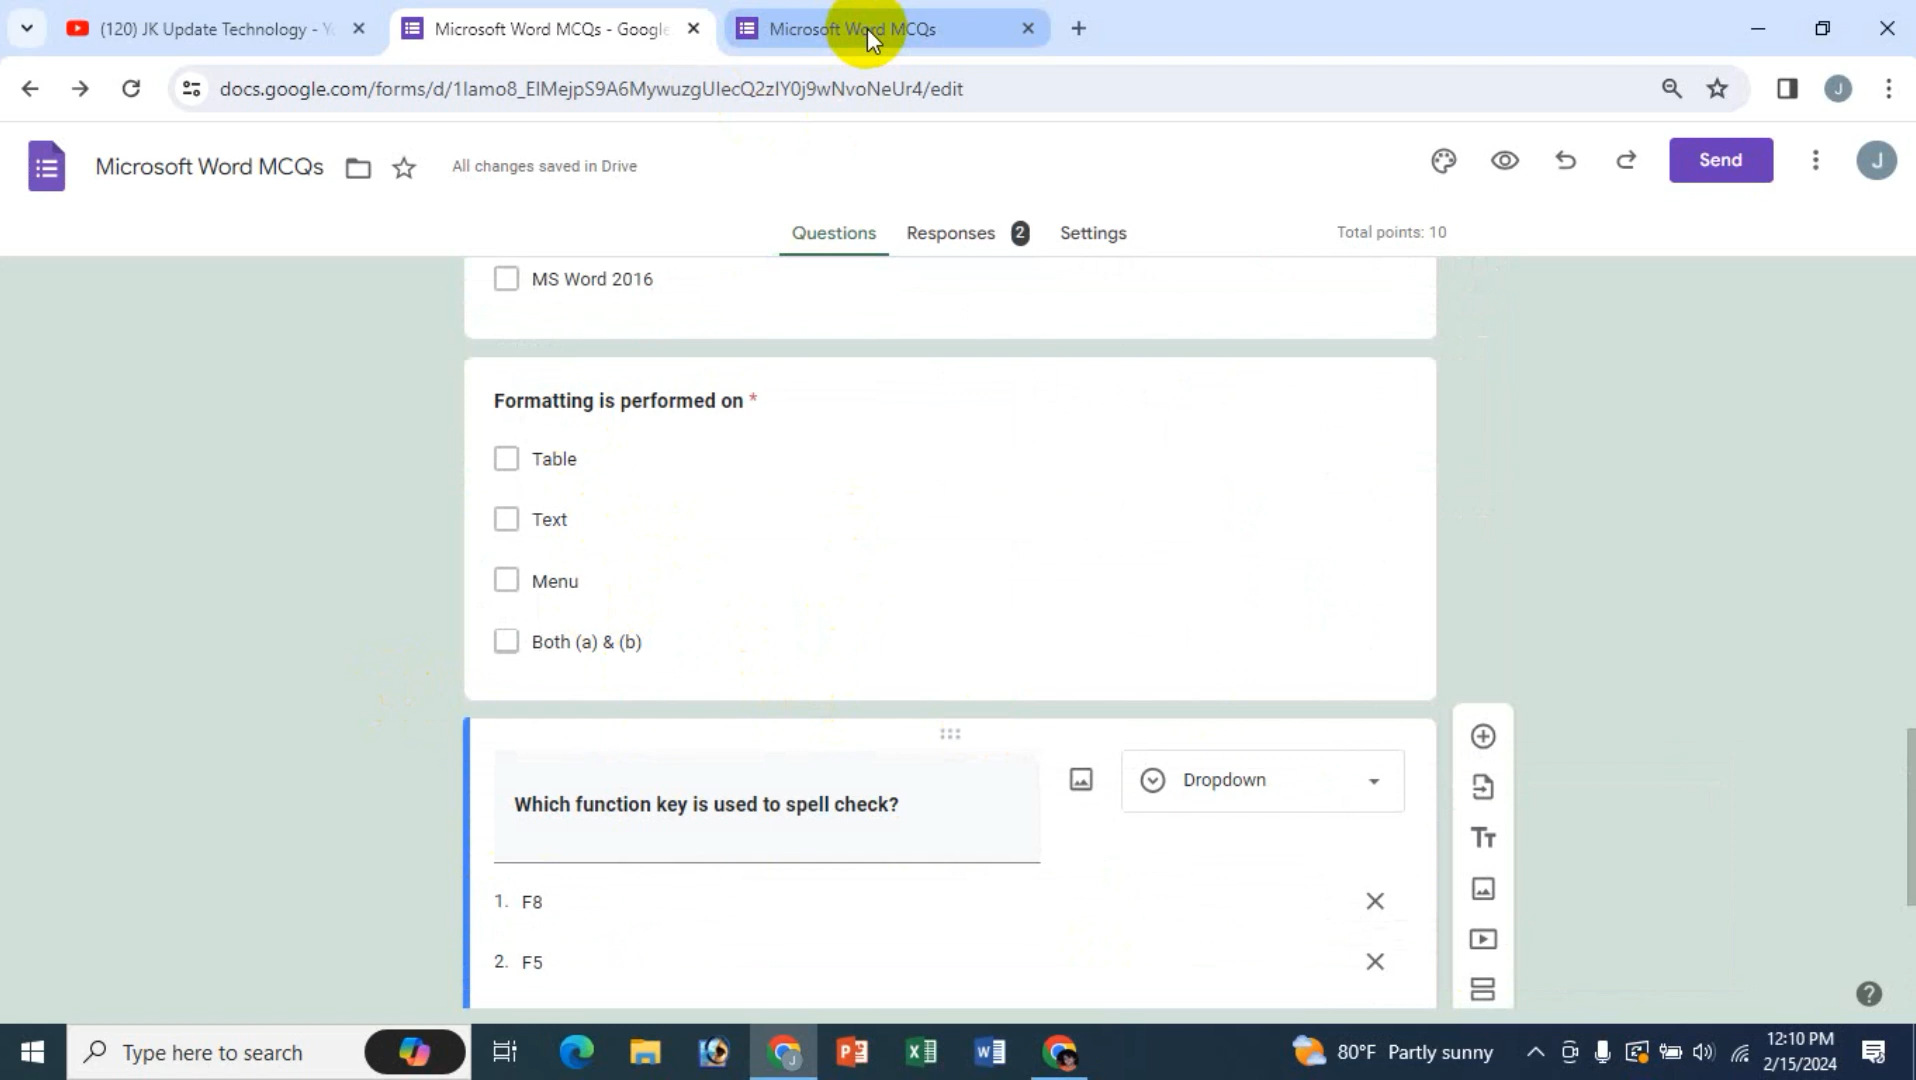 (120) JK Update Technology - Y
Microsoft Word MCQs - Google
Microsoft Word MCQs
docs.google.com/forms/d/1Iamo8_ElMejpS9A6MywuzgUIecQ2zIY0j9wNvoNeUr4/edit
Microsoft Word MCQs
All changes saved in Drive
Send
J
Questions
Responses 2
Settings
Total points: 10
MS Word 2016
Formatting is performed on *
Table
Text
Menu
Both (a) & (b)
Which function key is used to spell check?
Dropdown
1. F8
2. F5
Type here to search
80°F Partly sunny
12:10 PM
2/15/2024